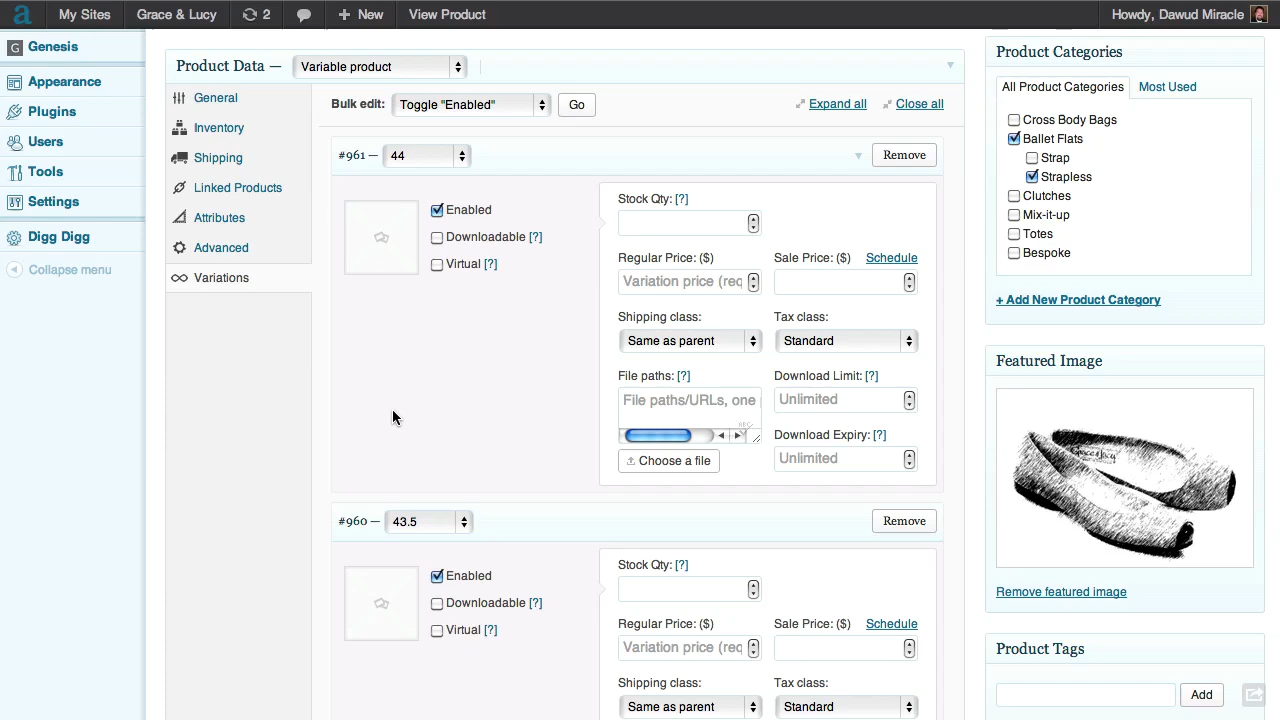 My Sites
Grace & Lucy
2
New
View Product
Howdy, Dawud Miracle
Genesis
Appearance
Plugins
Users
Tools
Settings
Digg Digg
Collapse menu
Product Data —
Variable product
General
Inventory
Shipping
Linked Products
Attributes
Advanced
Variations
Bulk edit:
Toggle "Enabled"
Go
Expand all
Close all
#961 —
44
Remove
Enabled
Downloadable [?]
Virtual [?]
Stock Qty: [?]
Regular Price: ($)
Sale Price: ($)
Schedule
Variation price (req
Shipping class:
Tax class:
Same as parent
Standard
File paths: [?]
Download Limit: [?]
File paths/URLs, one
Unlimited
Download Expiry: [?]
Choose a file
Unlimited
#960 —
43.5
Remove
Enabled
Downloadable [?]
Virtual [?]
Stock Qty: [?]
Regular Price: ($)
Sale Price: ($)
Schedule
Variation price (req
Shipping class:
Tax class:
Same as parent
Standard
Product Categories
All Product Categories
Most Used
Cross Body Bags
Ballet Flats
Strap
Strapless
Clutches
Mix-it-up
Totes
Bespoke
+ Add New Product Category
Featured Image
Grace & Lucy
Remove featured image
Product Tags
Add